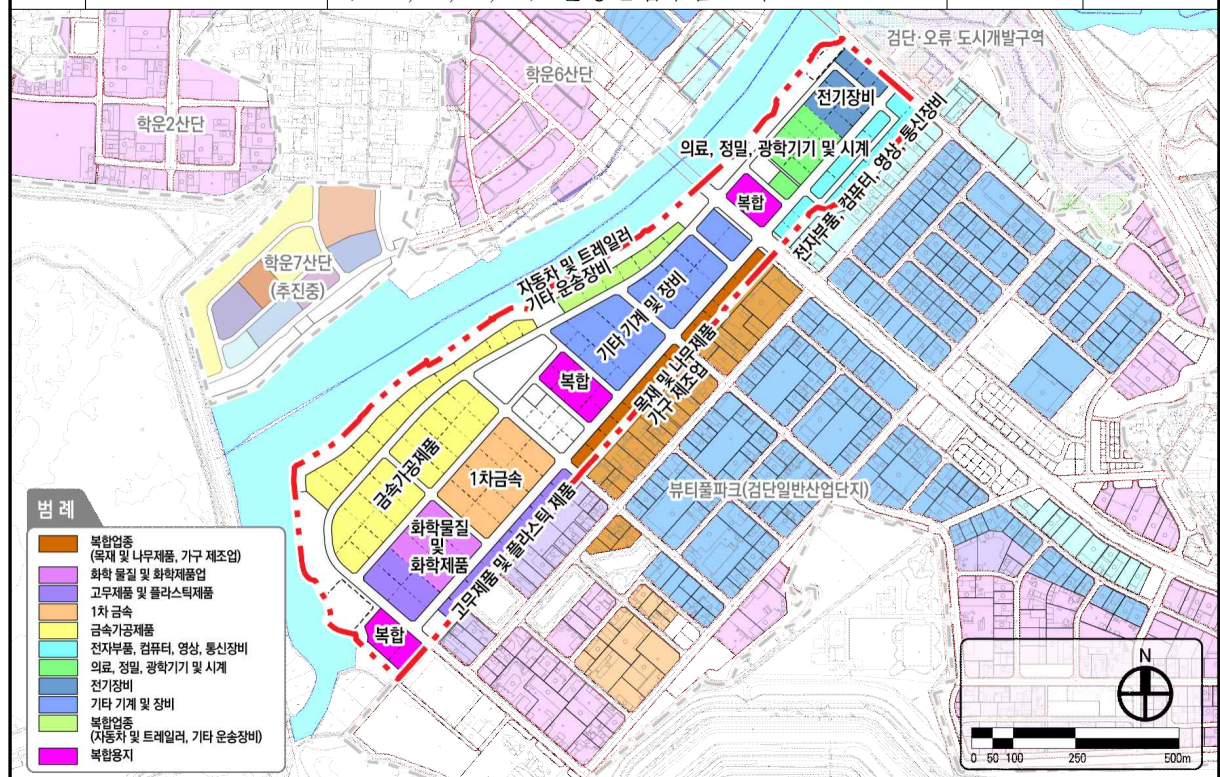 검단·오류 도시개발구역
학운6산단
학운2산단
전기장비
의료, 정밀, 광학기기 및 시계
전자부품, 컴퓨터, 영상, 통신장비
복합
학운7산단
(추진중)
자동차 및 트레일러
기타 운송장비
기타 기계 및 장비
목재 및 나무제품
가구 제조업
복합
금속가공제품
1차금속
뷰티풀파크(검단일반산업단지)
화학물질
및
화학제품
고무제품 및 플라스틱 제품
복합
범 례
복합업종
(목재 및 나무제품, 가구 제조업)
화학 물질 및 화학제품업
고무제품 및 플라스틱제품
1차 금속
금속가공제품
전자부품, 컴퓨터, 영상, 통신장비
의료, 정밀, 광학기기 및 시계
전기장비
기타 기계 및 장비
복합업종
(자동차 및 트레일러, 기타 운송장비)
복합용지
N
0 50 100 250 500m